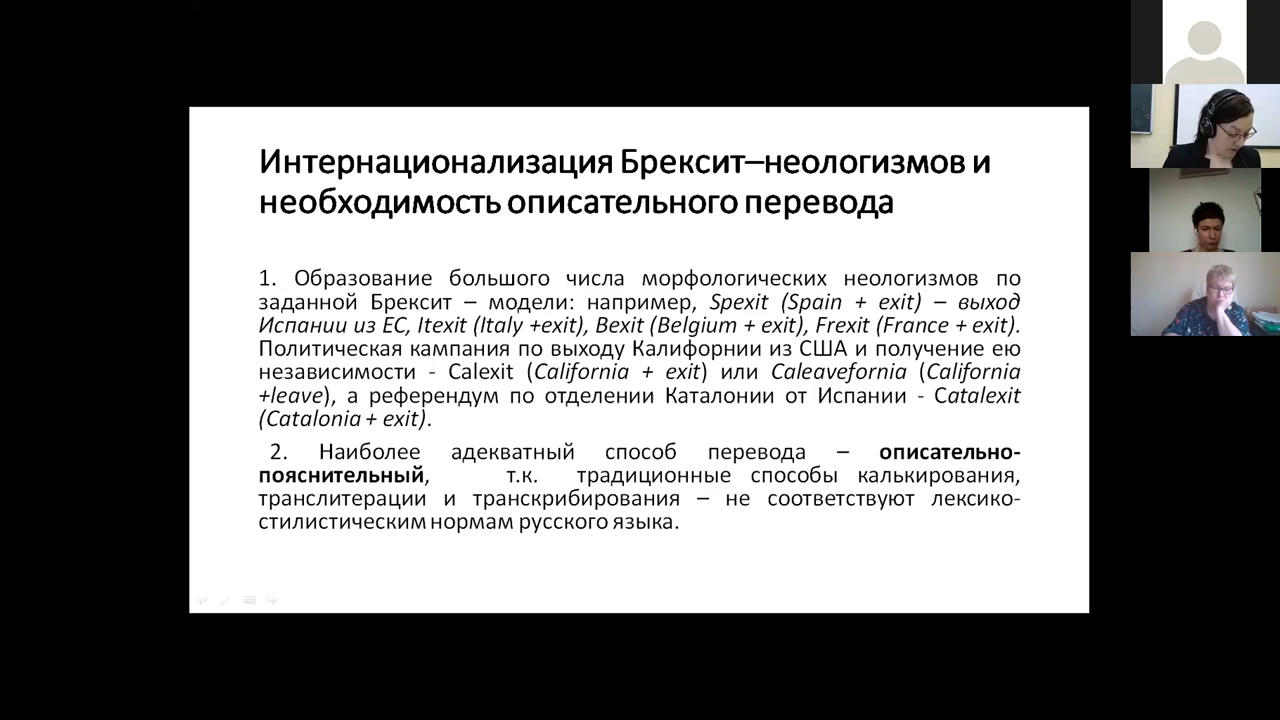 Интернационализация Брексит–неологизмов и
необходимость описательного перевода
1. Образование большого числа морфологических неологизмов по
заданной Брексит – модели: например, Spexit (Spain + exit) – выход
Испании из ЕС, Itexit (Italy +exit), Bexit (Belgium + exit), Frexit (France + exit).
Политическая кампания по выходу Калифорнии из США и получение ею
независимости - Calexit (California + exit) или Caleavefornia (California
+leave), а референдум по отделении Каталонии от Испании - Catalexit
(Catalonia + exit).
2. Наиболее адекватный способ перевода – описательно-
пояснительный, т.к. традиционные способы калькирования,
транслитерации и транскрибирования – не соответствуют лексико-
стилистическим нормам русского языка.